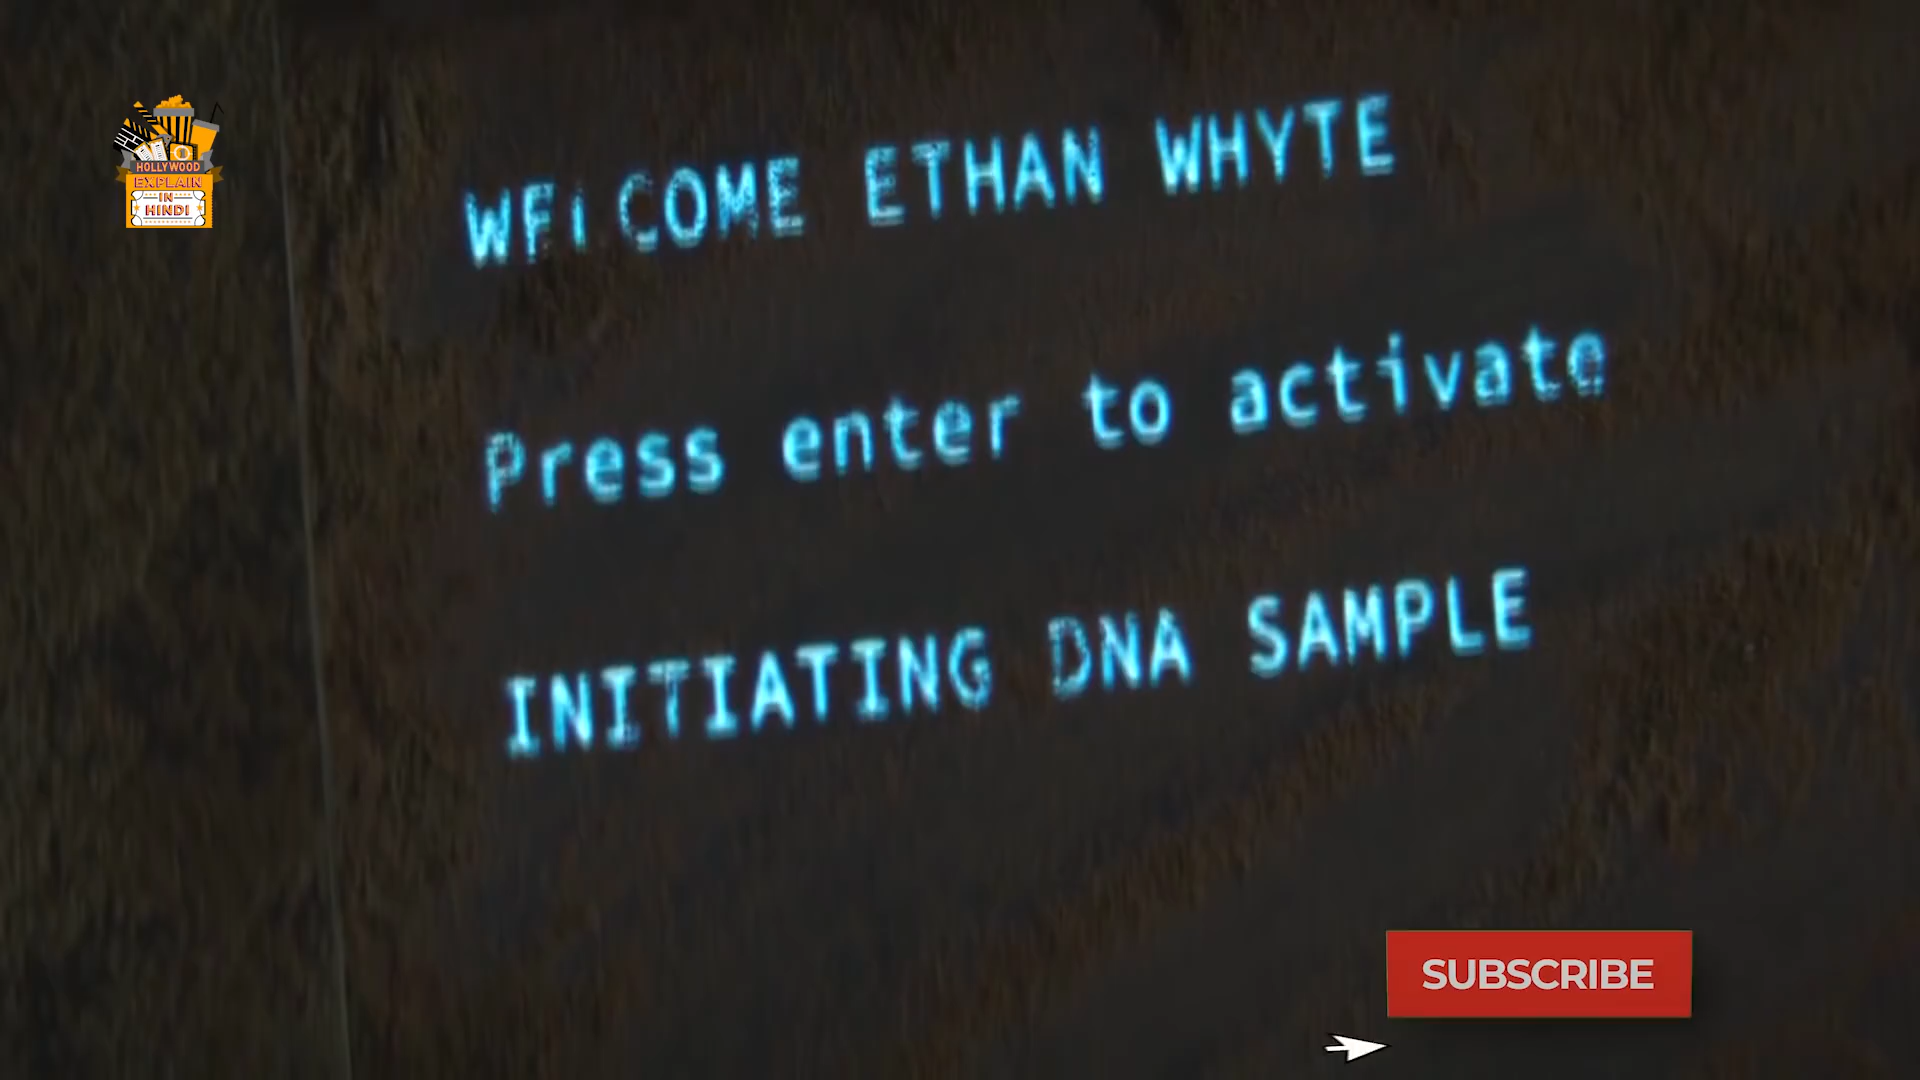 HOLLYWOOD
EXPLAIN
IN
HINDI
WELCOME ETHAN WHYTE
Press enter to activate
INITIATING DNA SAMPLE
SUBSCRIBE